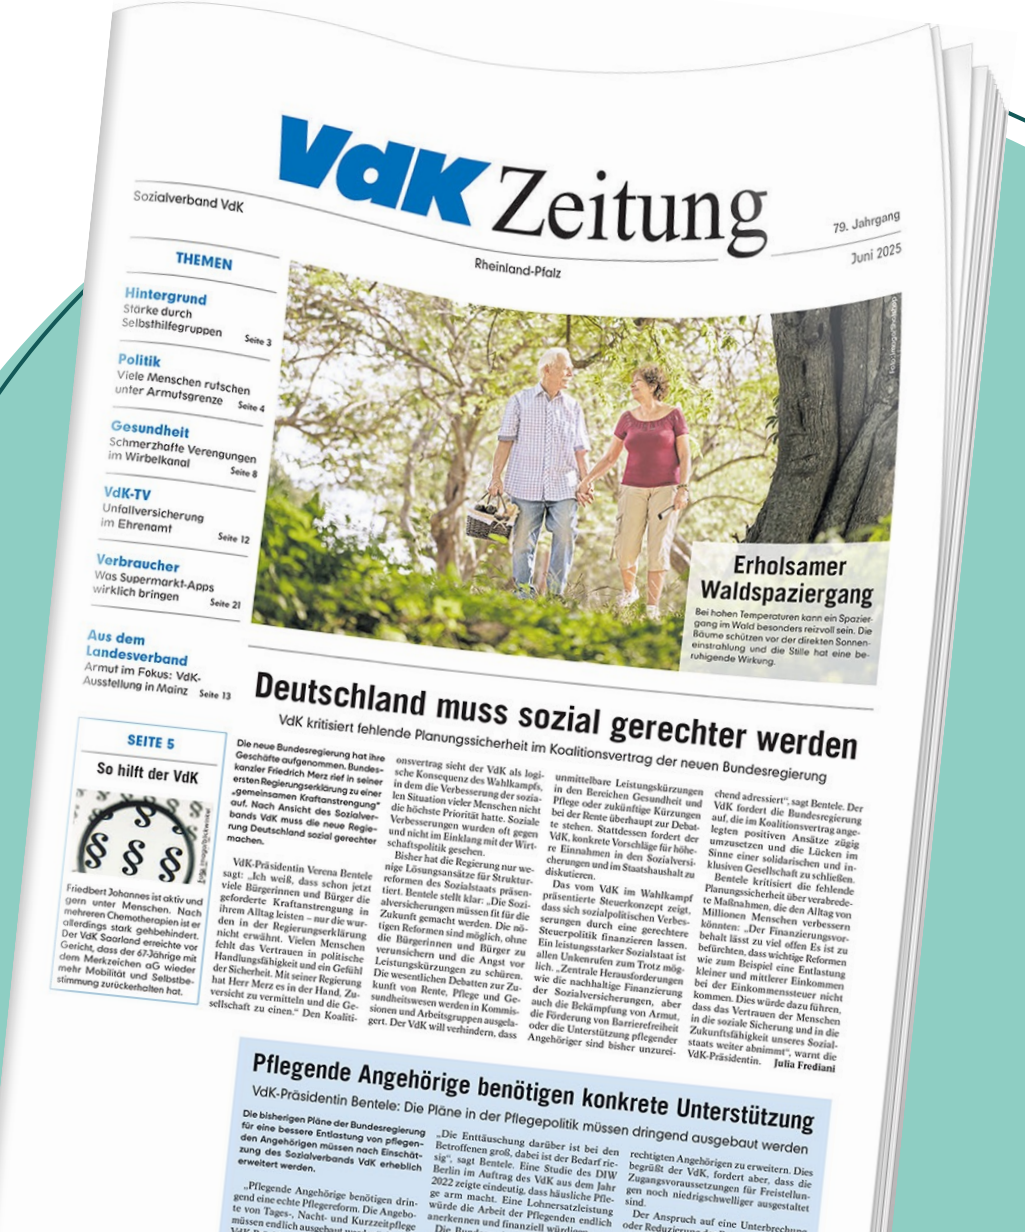 VdK Zeitung
Sozialverband VdK
79. Jahrgang
Rheinland-Pfalz
Juni 2025
THEMEN
Hintergrund
Stärke durch
Selbsthilfegruppen Seite 3
Politik
Viele Menschen rutschen
unter Armutsgrenze Seite 4
Gesundheit
Schmerzhafte Verengungen
im Wirbelkanal Seite 8
VdK-TV
Unfallversicherung
im Ehrenamt Seite 12
Verbraucher
Was Supermarkt-Apps
wirklich bringen Seite 21
Aus dem
Landesverband
Armut im Fokus: VdK-
Ausstellung in Mainz Seite 13
SEITE 5
So hilft der VdK
Friedbert Johannes ist aktiv und
gern unter Menschen. Nach
mehreren Chemotherapien ist er
allerdings stark gehbehindert.
Der VdK Saarland erreichte vor
Gericht, dass der 67-Jährige mit
dem Merkzeichen aG wieder
mehr Mobilität und Selbstbe-
stimmung zurückerhalten hat.
Erholsamer
Waldspaziergang
Bei hohen Temperaturen kann ein Spazier-
gang im Wald besonders reizvoll sein. Die
Bäume schützen vor der direkten Sonnen-
einstrahlung und die Stille hat eine be-
ruhigende Wirkung.
Deutschland muss sozial gerechter werden
VdK kritisiert fehlende Planungssicherheit im Koalitionsvertrag der neuen Bundesregierung
Die neue Bundesregierung hat ihre
Geschäfte aufgenommen. Bundes-
kanzler Friedrich Merz rief in seiner
ersten Regierungserklärung zu einer
„gemeinsamen Kraftanstrengung“
auf. Nach Ansicht des Sozialver-
bands VdK muss die neue Regie-
rung Deutschland sozial gerechter
machen.
VdK-Präsidentin Verena Bentele
sagt: „Ich weiß, dass schon jetzt
viele Bürgerinnen und Bürger die
geforderte Kraftanstrengung in
ihrem Alltag leisten – nur die wur-
den in der Regierungserklärung
nicht erwähnt. Vielen Menschen
fehlt das Vertrauen in politische
Handlungsfähigkeit und ein Gefühl
der Sicherheit. Mit seiner Regierung
hat Herr Merz es in der Hand, Zu-
versicht zu vermitteln und die Ge-
sellschaft zu einen.“ Den Koaliti-
onsvertrag sieht der VdK als logi-
sche Konsequenz des Wahlkampfs,
in dem die Verbesserung der sozia-
len Situation vieler Menschen nicht
die höchste Priorität hatte. Soziale
Verbesserungen wurden oft gegen
und nicht im Einklang mit der Wirt-
schaftspolitik gesehen.
Bisher hat die Regierung nur we-
nige Lösungsansätze für Struktur-
reformen des Sozialstaats präsen-
tiert. Bentele stellt klar: „Die Sozi-
alversicherungen müssen fit für die
Zukunft gemacht werden. Die nö-
tigen Reformen sind möglich, ohne
die Bürgerinnen und Bürger zu
verunsichern und die Angst vor
Leistungskürzungen zu schüren.
Die wesentlichen Debatten zur Zu-
kunft von Rente, Pflege und Ge-
sundheitswesen werden in Kommis-
sionen und Arbeitsgruppen ausgela-
gert. Der VdK will verhindern, dass
unmittelbare Leistungskürzungen
in den Bereichen Gesundheit und
Pflege oder zukünftige Kürzungen
bei der Rente überhaupt zur Debat-
te stehen. Stattdessen fordert der
VdK, konkrete Vorschläge für höhe-
re Einnahmen in den Sozialversi-
cherungen und im Staatshaushalt zu
diskutieren.
Das vom VdK im Wahlkampf
präsentierte Steuerkonzept zeigt,
dass sich sozialpolitischen Verbes-
serungen durch eine gerechtere
Steuerpolitik finanzieren lassen.
Ein leistungsstarker Sozialstaat ist
allen Unkenrufen zum Trotz mög-
lich. „Zentrale Herausforderungen
wie die nachhaltige Finanzierung
der Sozialversicherungen, aber
auch die Bekämpfung von Armut,
die Förderung von Barrierefreiheit
oder die Unterstützung pflegender
Angehöriger sind bisher unzurei-
chend adressiert“, sagt Bentele. Der
VdK fordert die Bundesregierung
auf, die im Koalitionsvertrag ange-
legten positiven Ansätze zügig
umzusetzen und die Lücken im
Sinne einer solidarischen und in-
klusiven Gesellschaft zu schließen.
Bentele kritisiert die fehlende
Planungssicherheit über verabrede-
te Maßnahmen, die den Alltag von
Millionen Menschen verbessern
könnten: „Der Finanzierungsvor-
behalt lässt zu viel offen Es ist zu
befürchten, dass wichtige Reformen
wie zum Beispiel eine Entlastung
kleiner und mittlerer Einkommen
bei der Einkommenssteuer nicht
kommen. Dies würde dazu führen,
dass das Vertrauen der Menschen
in die soziale Sicherung und in die
Zukunftsfähigkeit unseres Sozial-
staats weiter abnimmt“, warnt die
VdK-Präsidentin. Julia Frediani
Pflegende Angehörige benötigen konkrete Unterstützung
VdK-Präsidentin Bentele: Die Pläne in der Pflegepolitik müssen dringend ausgebaut werden
Die bisherigen Pläne der Bundesregierung
für eine bessere Entlastung von pflegen-
den Angehörigen müssen nach Einschät-
zung des Sozialverbands VdK erheblich
erweitert werden.
„Pflegende Angehörige benötigen drin-
gend eine echte Pflegereform. Die Angebo-
te von Tages-, Nacht- und Kurzzeitpflege
müssen endlich ausgebaut
„Die Enttäuschung darüber ist bei den
Betroffenen groß, dabei ist der Bedarf rie-
sig“, sagt Bentele. Eine Studie des DIW
Berlin im Auftrag des VdK aus dem Jahr
2022 zeigte eindeutig, dass häusliche Pfle-
ge arm macht. Eine Lohnersatzleistung
würde die Arbeit der Pflegenden endlich
anerkennen und finanziell würdigen
rechtigten Angehörigen zu erweitern. Dies
begrüßt der VdK, fordert aber, dass die
Zugangsvoraussetzungen für Freistellun-
gen noch niedrigschwelliger ausgestaltet
sind.
Der Anspruch auf eine Unterbrechung
oder Reduzierung